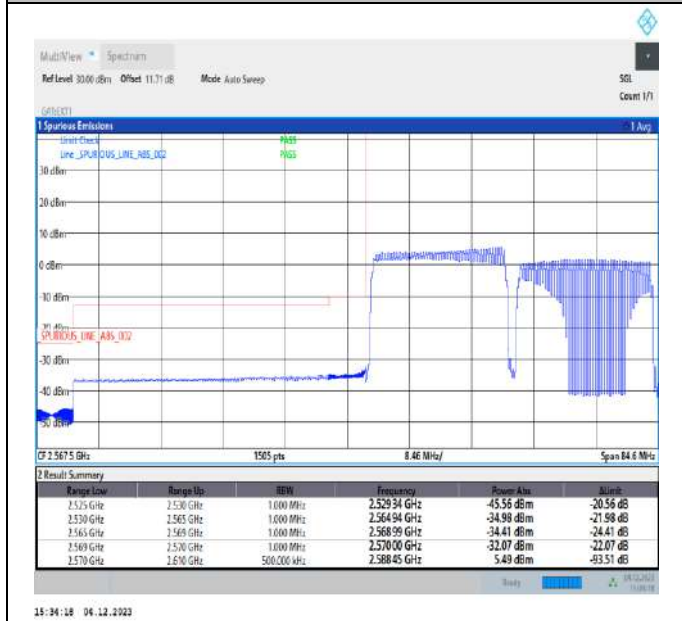 MultiView Spectrum
Ref Level 30.00 dBm Offset 11.71 dB Mode Auto Sweep SGL
Count 1/1
1 Spurious Emissions 1 Avg
Limit Check PASS
Line _SPURIOUS_LINE_ABS_002 PASS
30 dBm
20 dBm
10 dBm
0 dBm
-10 dBm
-20 dBm
_SPURIOUS_LINE_ABS_002
-30 dBm
-40 dBm
-50 dBm
CF 2.5675 GHz 1505 pts 8.46 MHz/ Span 84.6 MHz
2 Result Summary
Range Low Range Up RBW Frequency Power Abs ΔLimit
2.525 GHz 2.530 GHz 1.000 MHz 2.52934 GHz -45.56 dBm -20.56 dB
2.530 GHz 2.565 GHz 1.000 MHz 2.56494 GHz -34.98 dBm -21.98 dB
2.565 GHz 2.569 GHz 1.000 MHz 2.56899 GHz -34.41 dBm -24.41 dB
2.569 GHz 2.570 GHz 1.000 MHz 2.57000 GHz -32.07 dBm -22.07 dB
2.570 GHz 2.610 GHz 500.000 kHz 2.58845 GHz 5.49 dBm -93.51 dB
Ready
15:34:18 04.12.2023